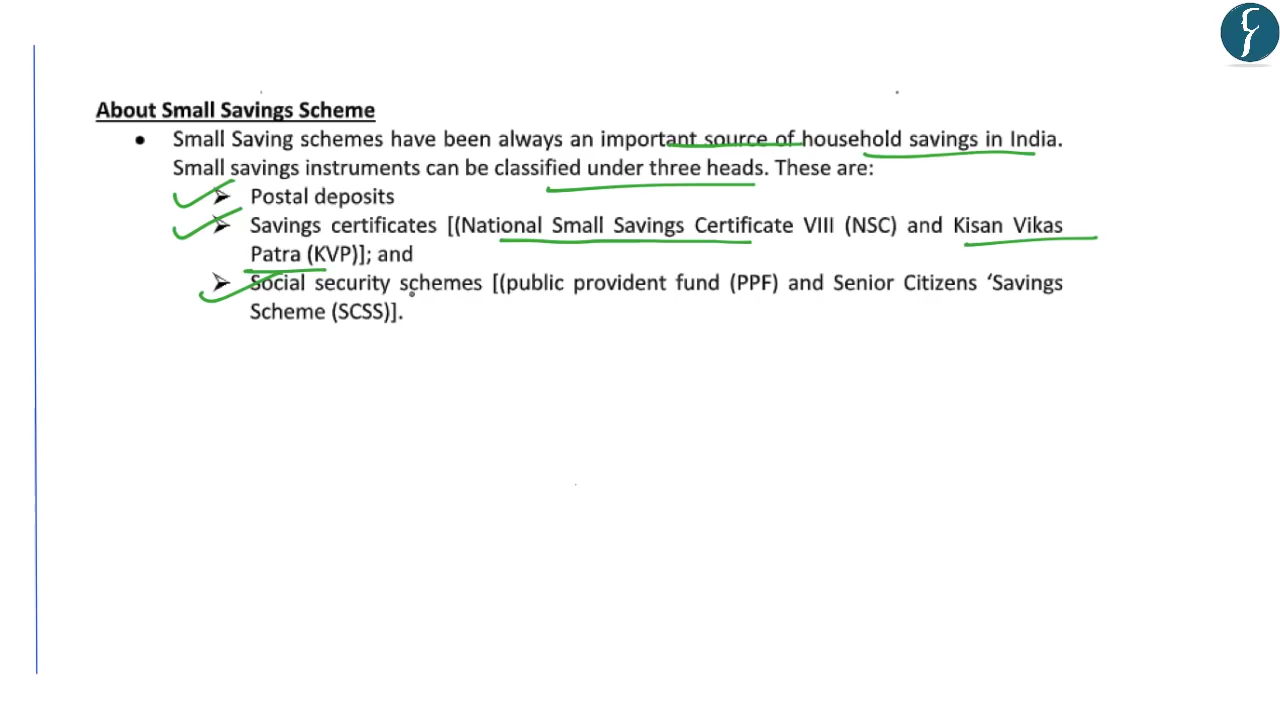 About Small Savings Scheme
● Small Saving schemes have been always an important source of household savings in India.
Small savings instruments can be classified under three heads. These are:
➢ Postal deposits
➢ Savings certificates [(National Small Savings Certificate VIII (NSC) and Kisan Vikas
Patra (KVP)]; and
➢ Social security schemes [(public provident fund (PPF) and Senior Citizens ‘Savings
Scheme (SCSS)].